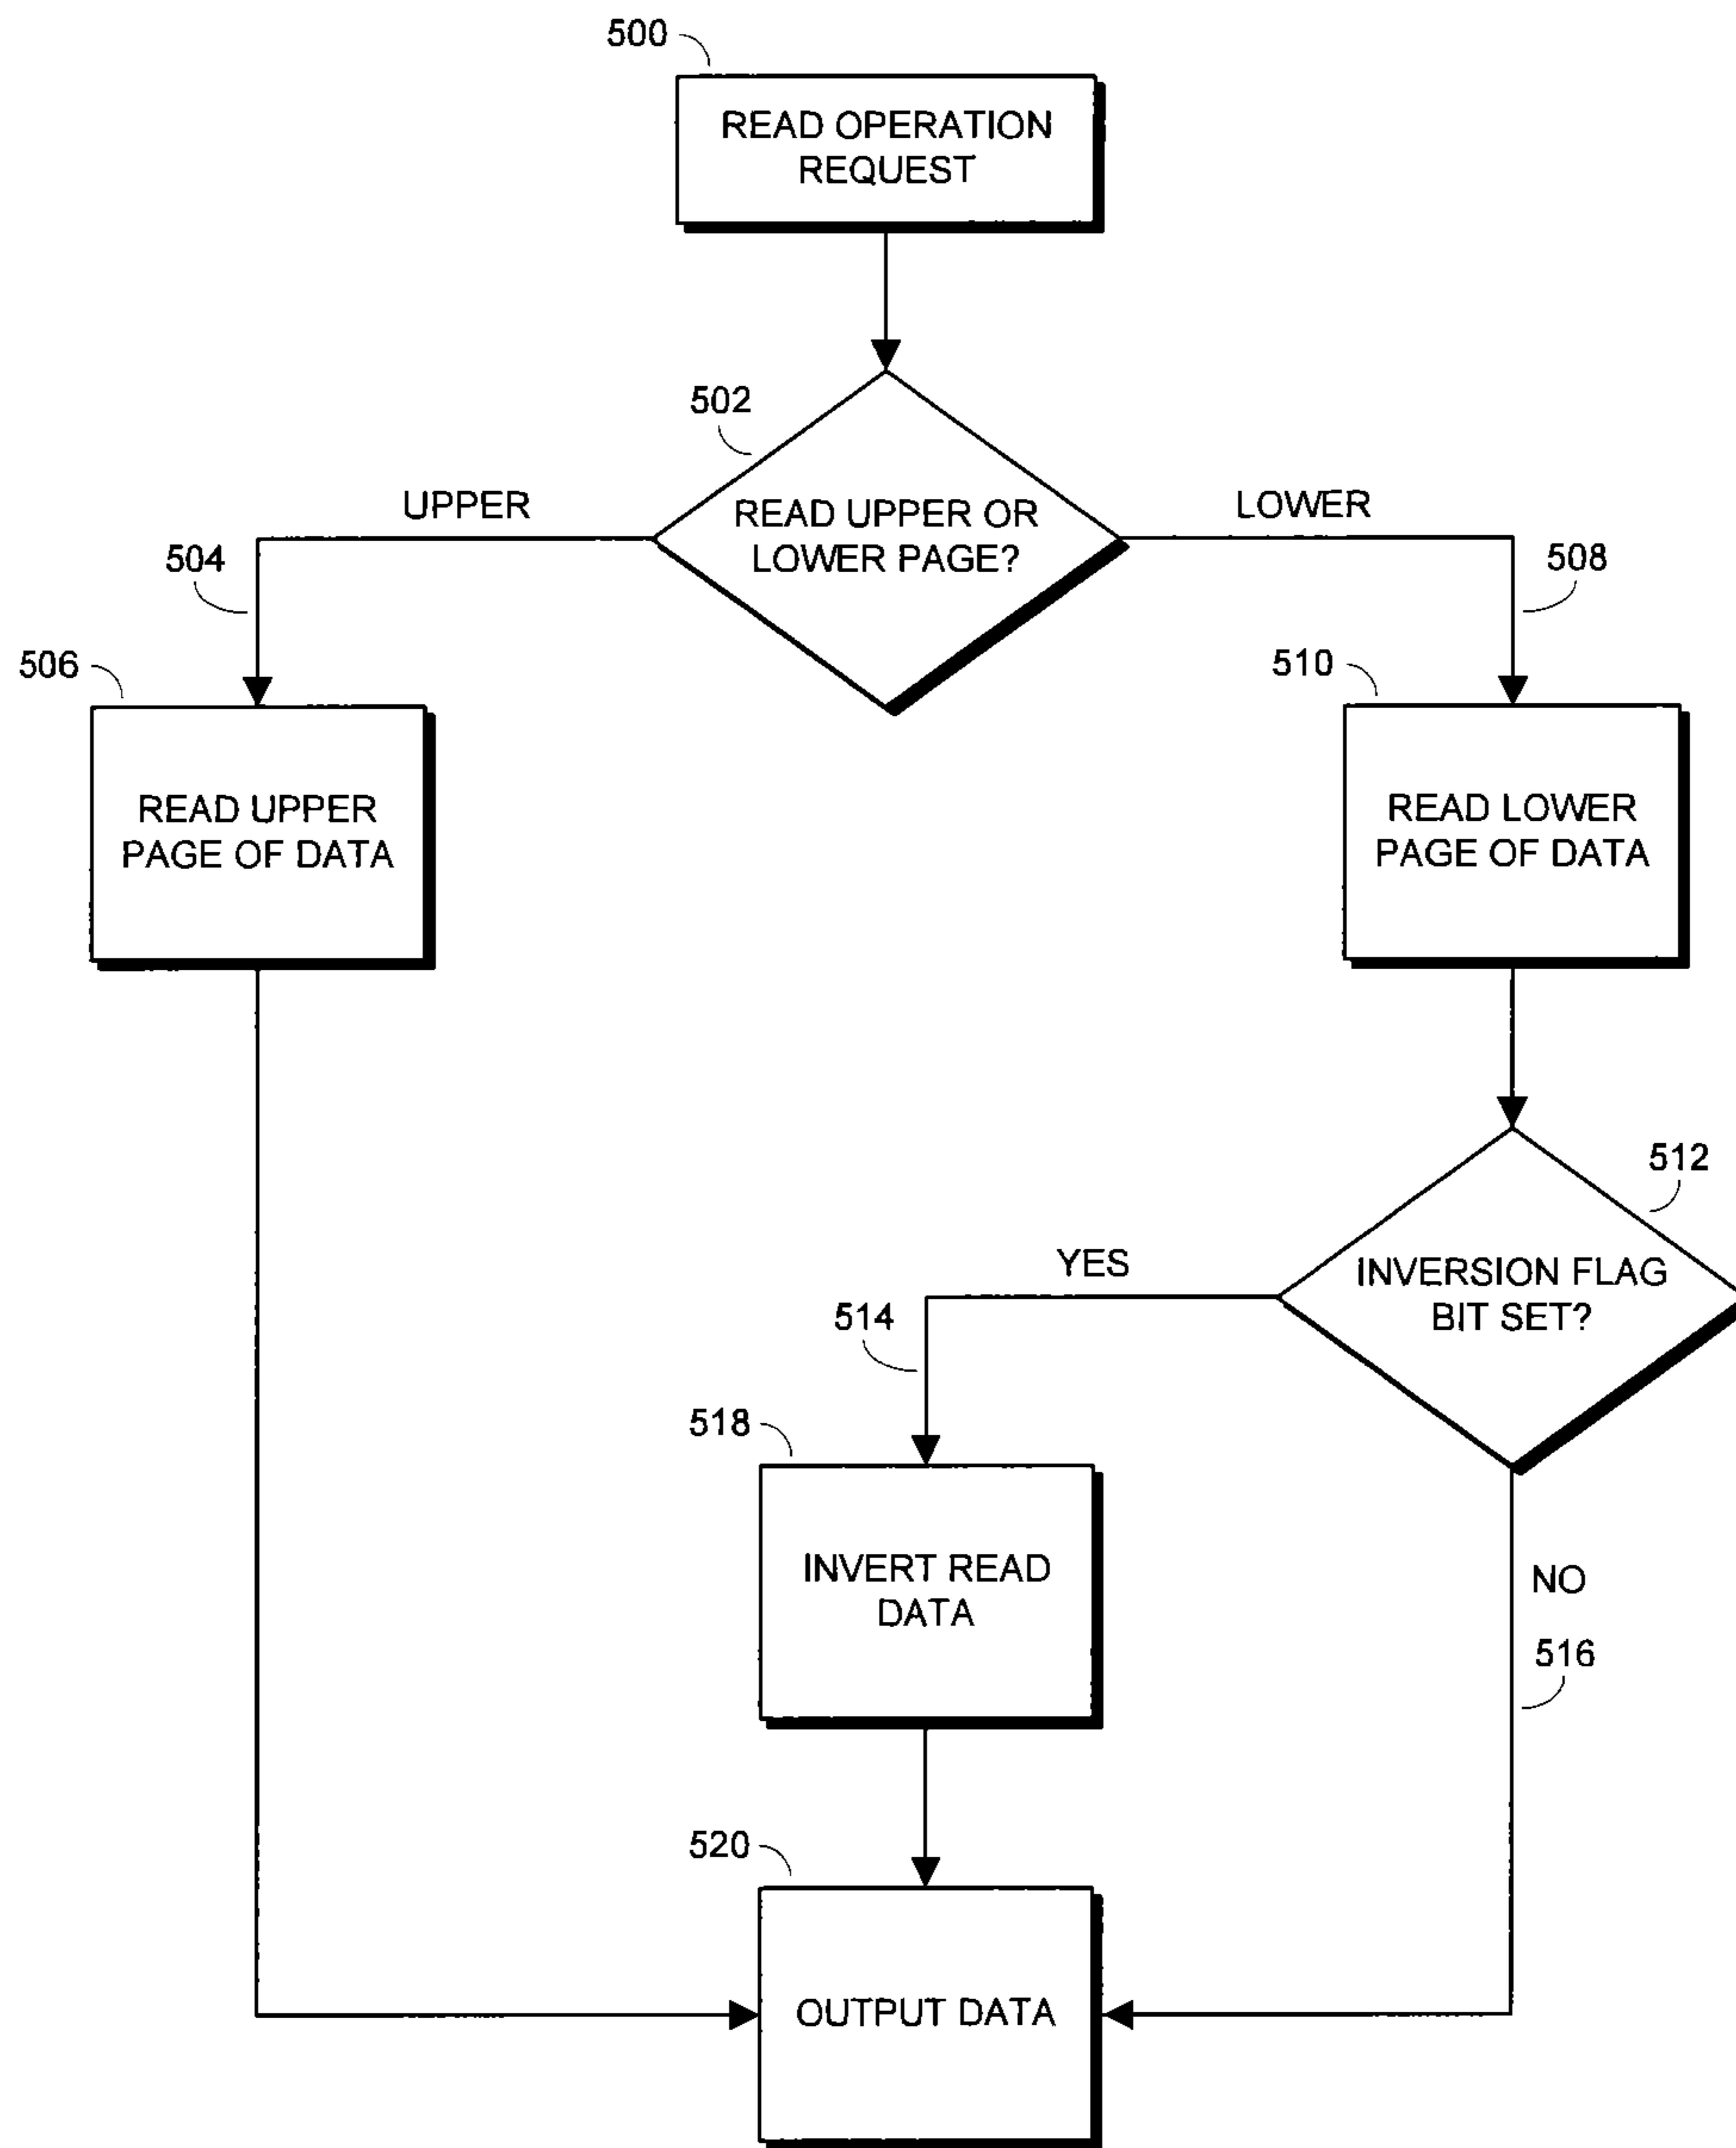 500
READ OPERATION
REQUEST
502
READ UPPER OR
LOWER PAGE?
UPPER
LOWER
504
508
506
510
READ UPPER
PAGE OF DATA
READ LOWER
PAGE OF DATA
512
INVERSION FLAG
BIT SET?
YES
514
518
INVERT READ
DATA
NO
516
520
OUTPUT DATA